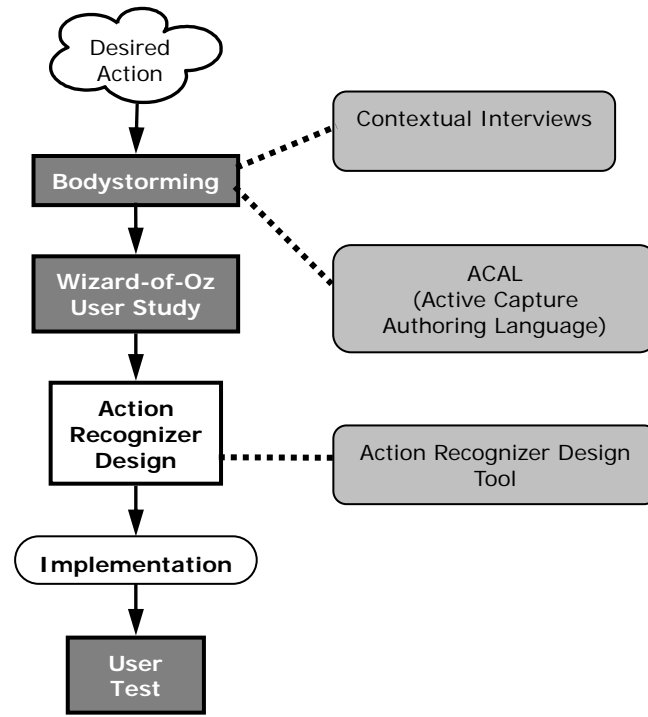 Desired
Action
Contextual Interviews
Bodystorming
Wizard-of-Oz
User Study
ACAL
(Active Capture
Authoring Language)
Action
Recognizer
Design
Action Recognizer Design
Tool
Implementation
User
Test